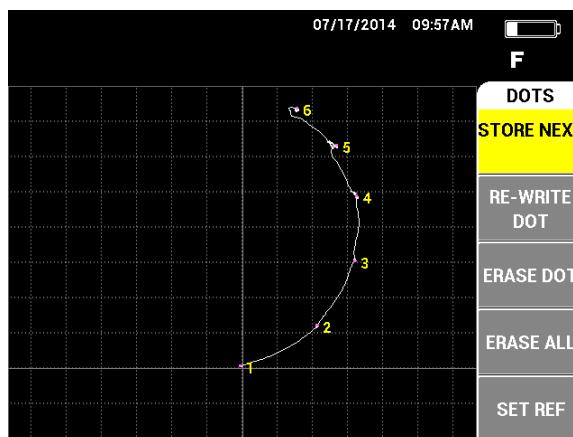 07/17/2014 09:57AM
F
DOTS
STORE NEX
RE-WRITE
DOT
ERASE DOT
ERASE ALL
SET REF
6
5
4
3
2
1